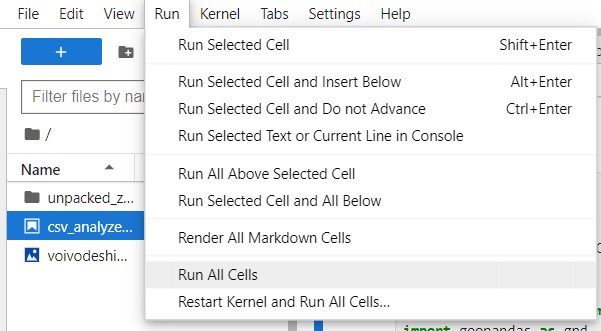 File Edit View Run Kernel Tabs Settings Help
Run Selected Cell Shift+Enter
Run Selected Cell and Insert Below Alt+Enter
Filter files by na
Run Selected Cell and Do not Advance Ctrl+Enter
/
Run Selected Text or Current Line in Console
Name
Run All Above Selected Cell
unpacked_z...
Run Selected Cell and All Below
csv_analyze...
Render All Markdown Cells
voivodeshi...
Run All Cells
Restart Kernel and Run All Cells...
import geopandas as gpd